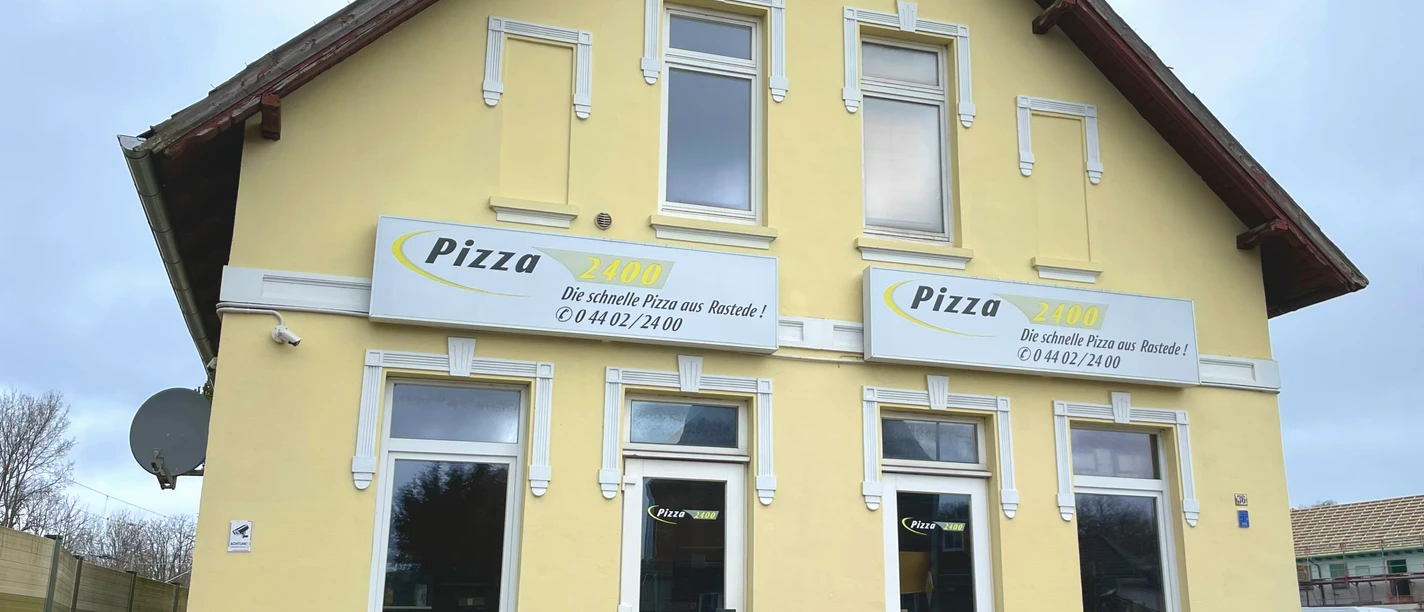 Pizza 2400
Die schnelle Pizza aus Rastede!
✆ 0 44 02/24 00
Pizza 2400
Die schnelle Pizza aus Rastede!
✆ 0 44 02/24 00
Pizza 2400
Pizza 2400
ACHTUNG!